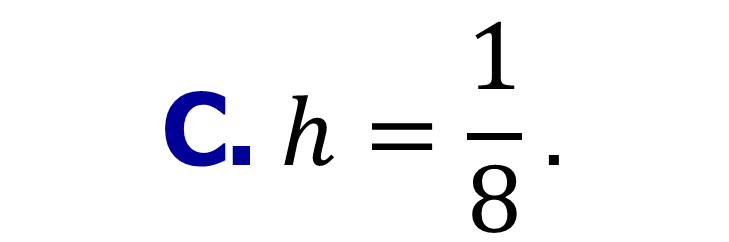 C. h = 1/8.